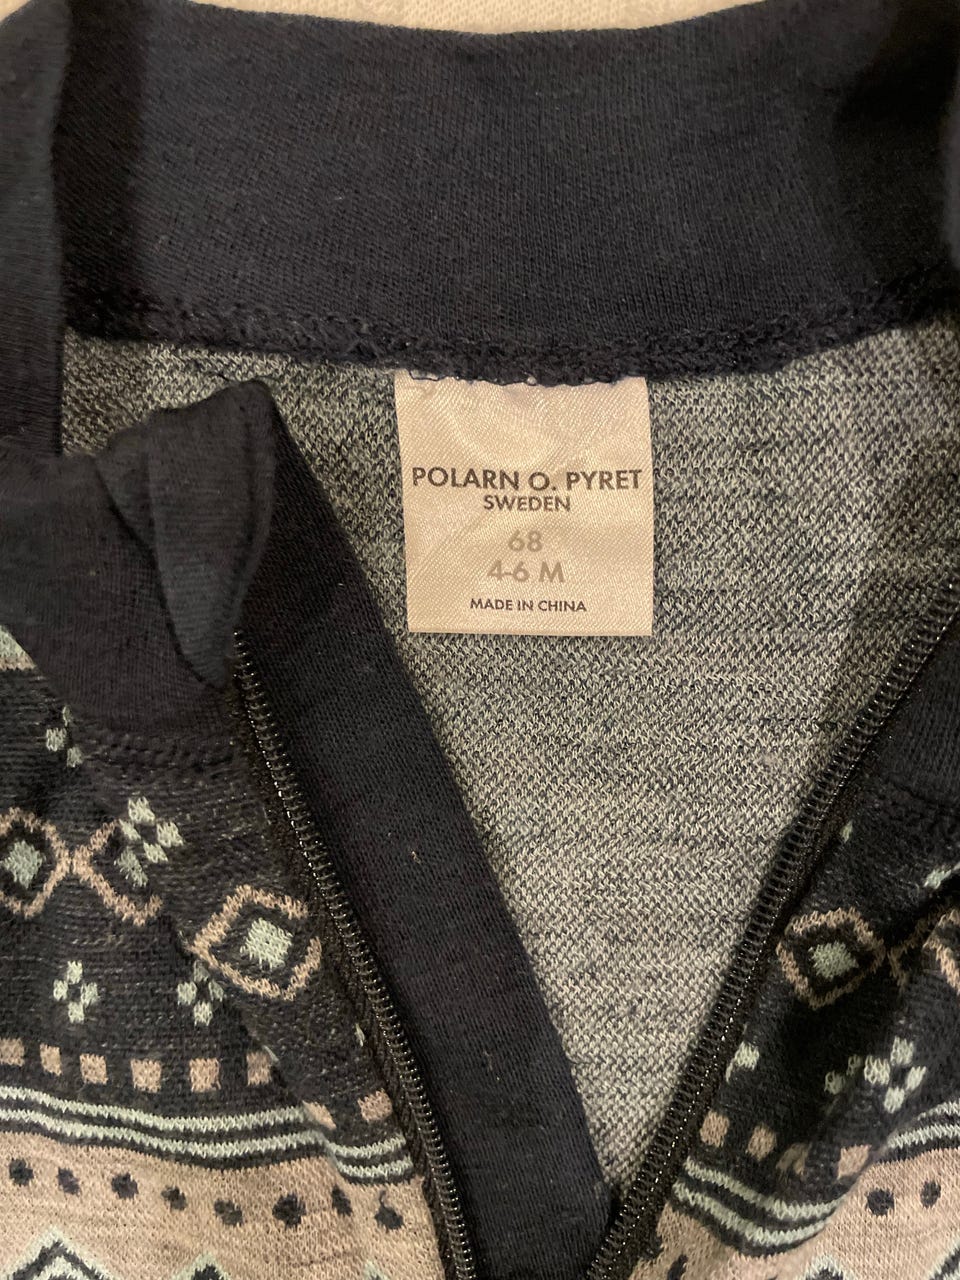 POLARN O. PYRET
SWEDEN
68
4-6 M
MADE IN CHINA